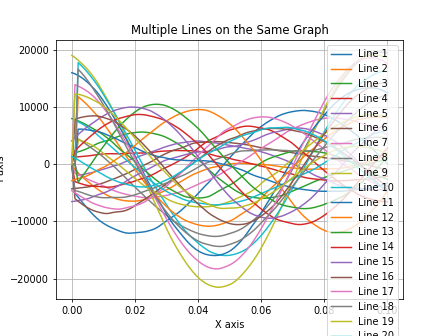 Multiple Lines on the Same Graph
20000
10000
0
−10000
−20000
0.00
0.02
0.04
0.06
X axis
Line 1
Line 2
Line 3
Line 4
Line 5
Line 6
Line 7
Line 8
Line 9
Line 10
Line 11
Line 12
Line 13
Line 14
Line 15
Line 16
Line 17
Line 18
Line 19